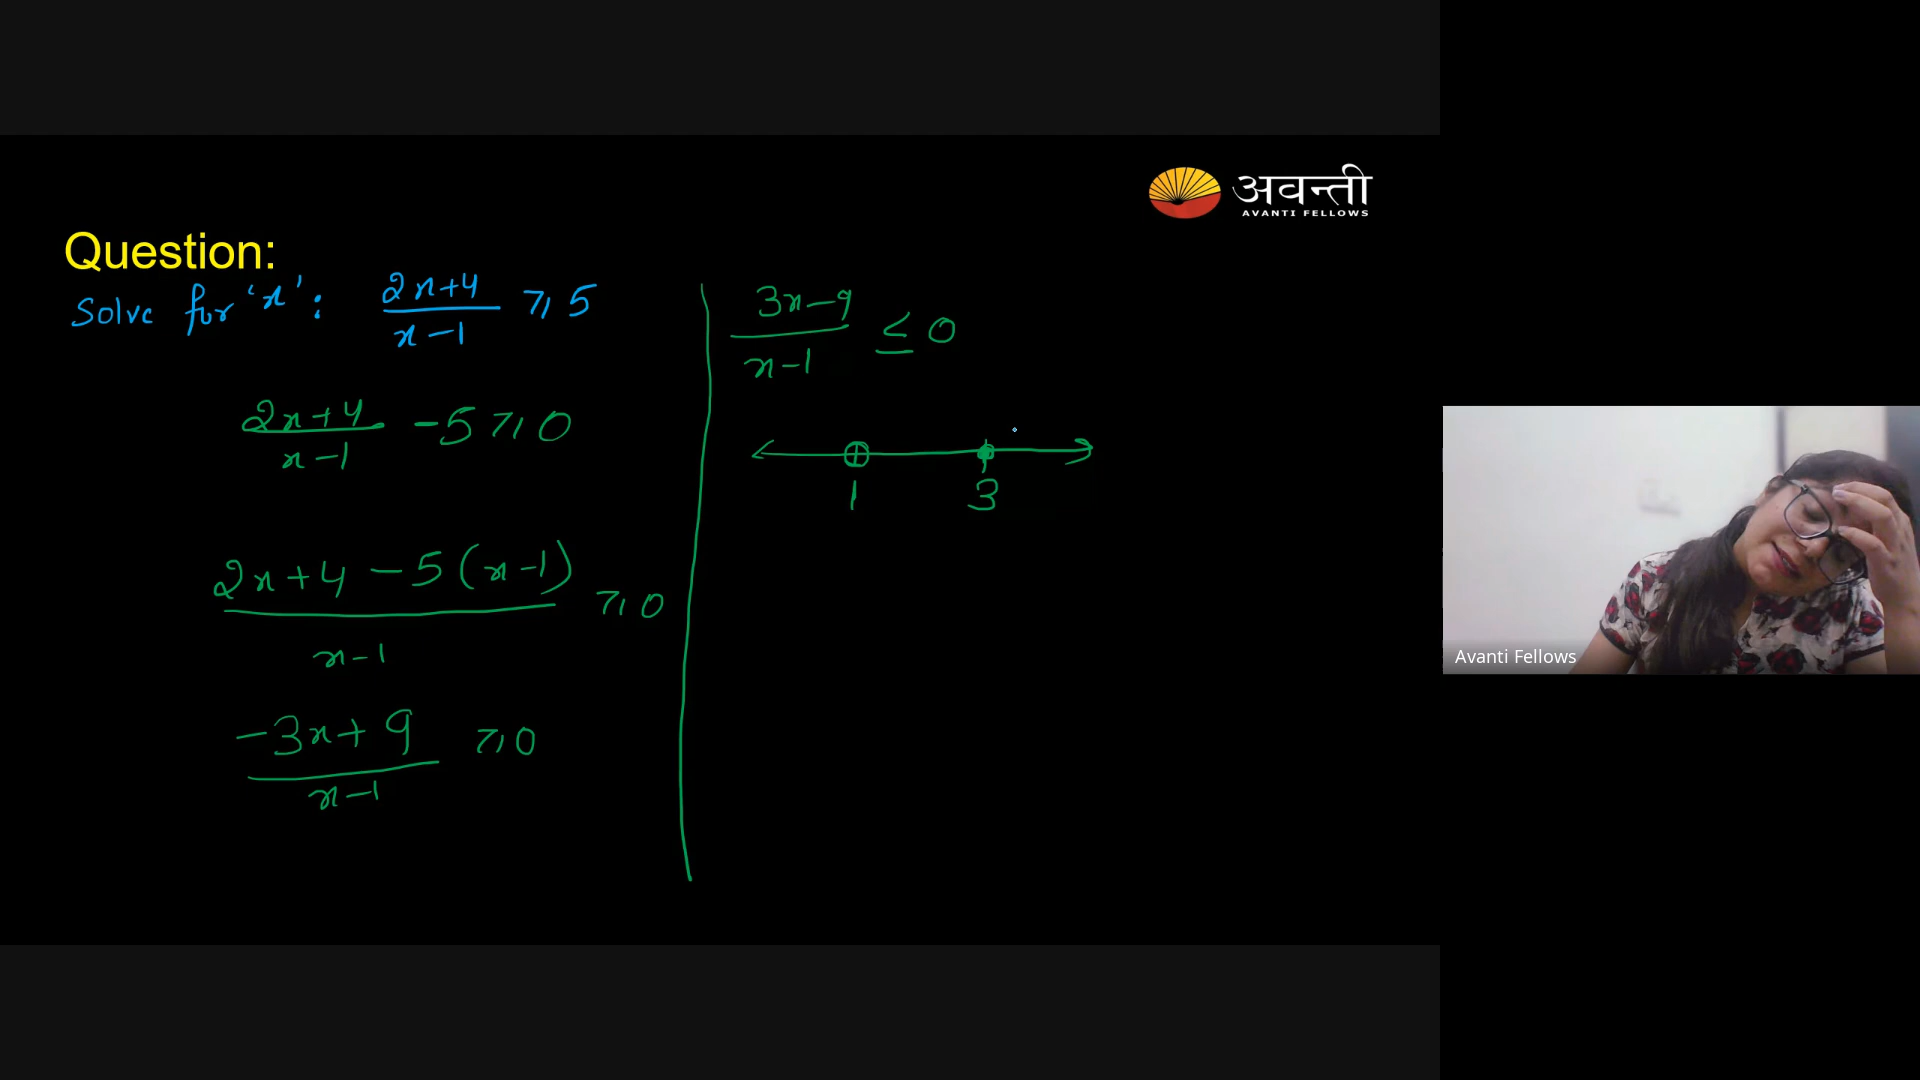 अवन्ती
AVANTI FELLOWS
Question:
Solve for 'x': (2x+4)/(x-1) ≥ 5
(2x+4)/(x-1) - 5 ≥ 0
(2x+4 - 5(x-1))/(x-1) ≥ 0
(-3x+9)/(x-1) ≥ 0
(3x-9)/(x-1) ≤ 0
1 3
Avanti Fellows